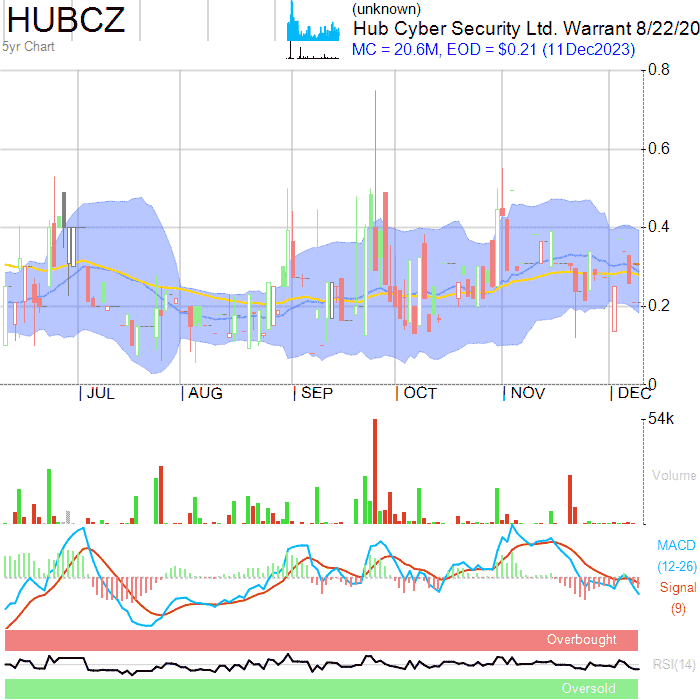 HUBCZ
5yr Chart
(unknown)
Hub Cyber Security Ltd. Warrant 8/22/20
MC = 20.6M, EOD = $0.21 (11Dec2023)
0.8
0.6
0.4
0.2
0
JUL
AUG
SEP
OCT
NOV
DEC
54k
Volume
MACD
(12-26)
Signal
(9)
Overbought
RSI(14)
Oversold